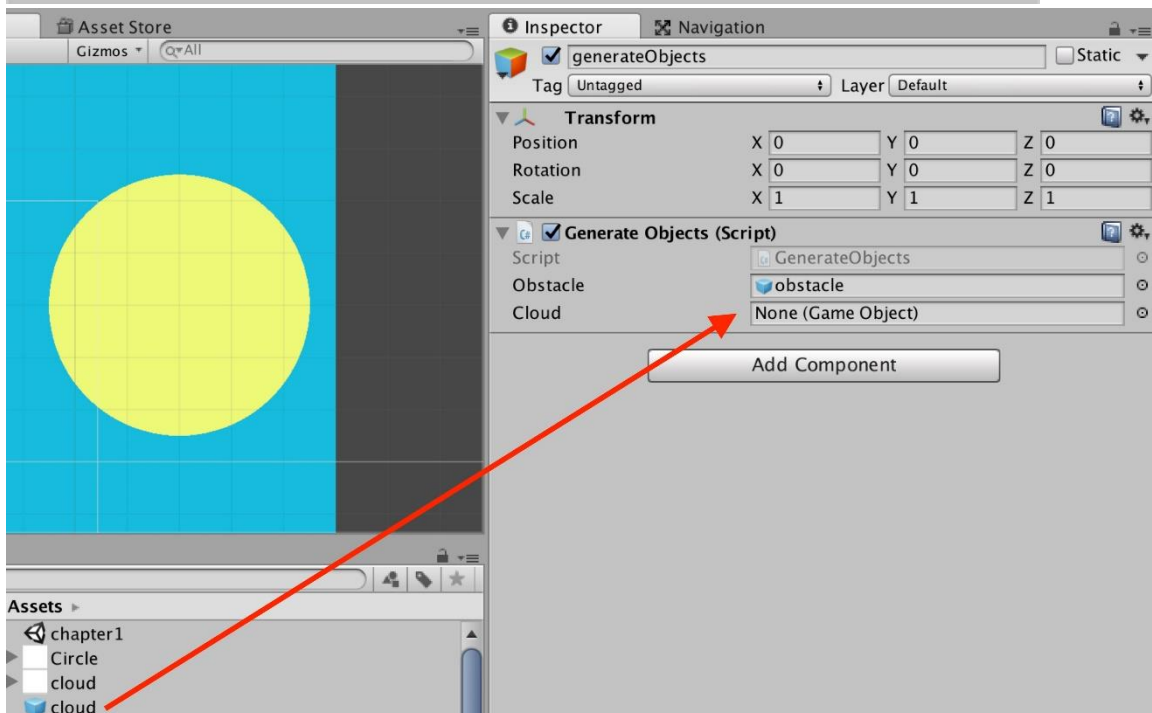 Asset Store
Gizmos All
Inspector Navigation
generateObjects Static
Tag Untagged Layer Default
Transform
Position X 0 Y 0 Z 0
Rotation X 0 Y 0 Z 0
Scale X 1 Y 1 Z 1
Generate Objects (Script)
Script GenerateObjects
Obstacle obstacle
Cloud None (Game Object)
Add Component
Assets
chapter1
Circle
cloud
cloud